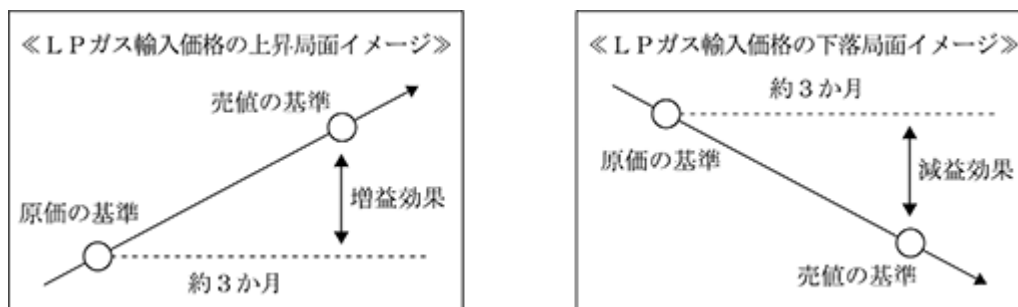 ≪ＬＰガス輸入価格の上昇局面イメージ≫
売値の基準
増益効果
原価の基準
約３か月
≪ＬＰガス輸入価格の下落局面イメージ≫
約３か月
原価の基準
減益効果
売値の基準